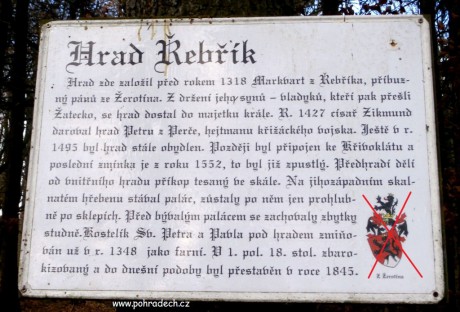 Hrad Řebřík
Hrad zde založil před rokem 1318 Markvart z Řebříka, příbuz-
ný pánů ze Žerotína. Z držení jeho synů - vladyků, kteří pak přešli
Žatecko, se hrad dostal do majetku krále. R. 1427 císař Zikmund
daroval hrad Petru z Perče, hejtmanu křižáckého vojska. Ještě v r.
1495 byl hrad stále obydlen. Později byl připojen ke Křivoklátu a
poslední zmínka je z roku 1552, to byl již zpustlý. Předhradí dělí
od vnitřního hradu příkop tesaný ve skále. Na jihozápadním skal-
natém hřebenu stával palác, zůstaly po něm jen prohlub-
ně po sklepích. Před bývalým palácem se zachovaly zbytky
studně. Kostelík Sv. Petra a Pavla pod hradem zmiňo-
ván už v r. 1348 jako farní. V 1. pol. 18. stol. zbaro-
kizovaný a do dnešní podoby byl přestavěn v roce 1845.
Z Žerotína
www.pohradech.cz